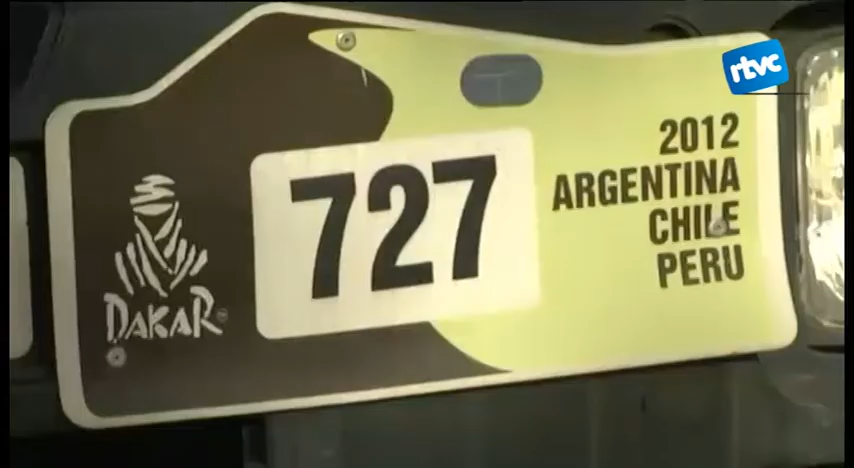 rtvc
2012
ARGENTINA
CHILE
PERU
727
DAKAR